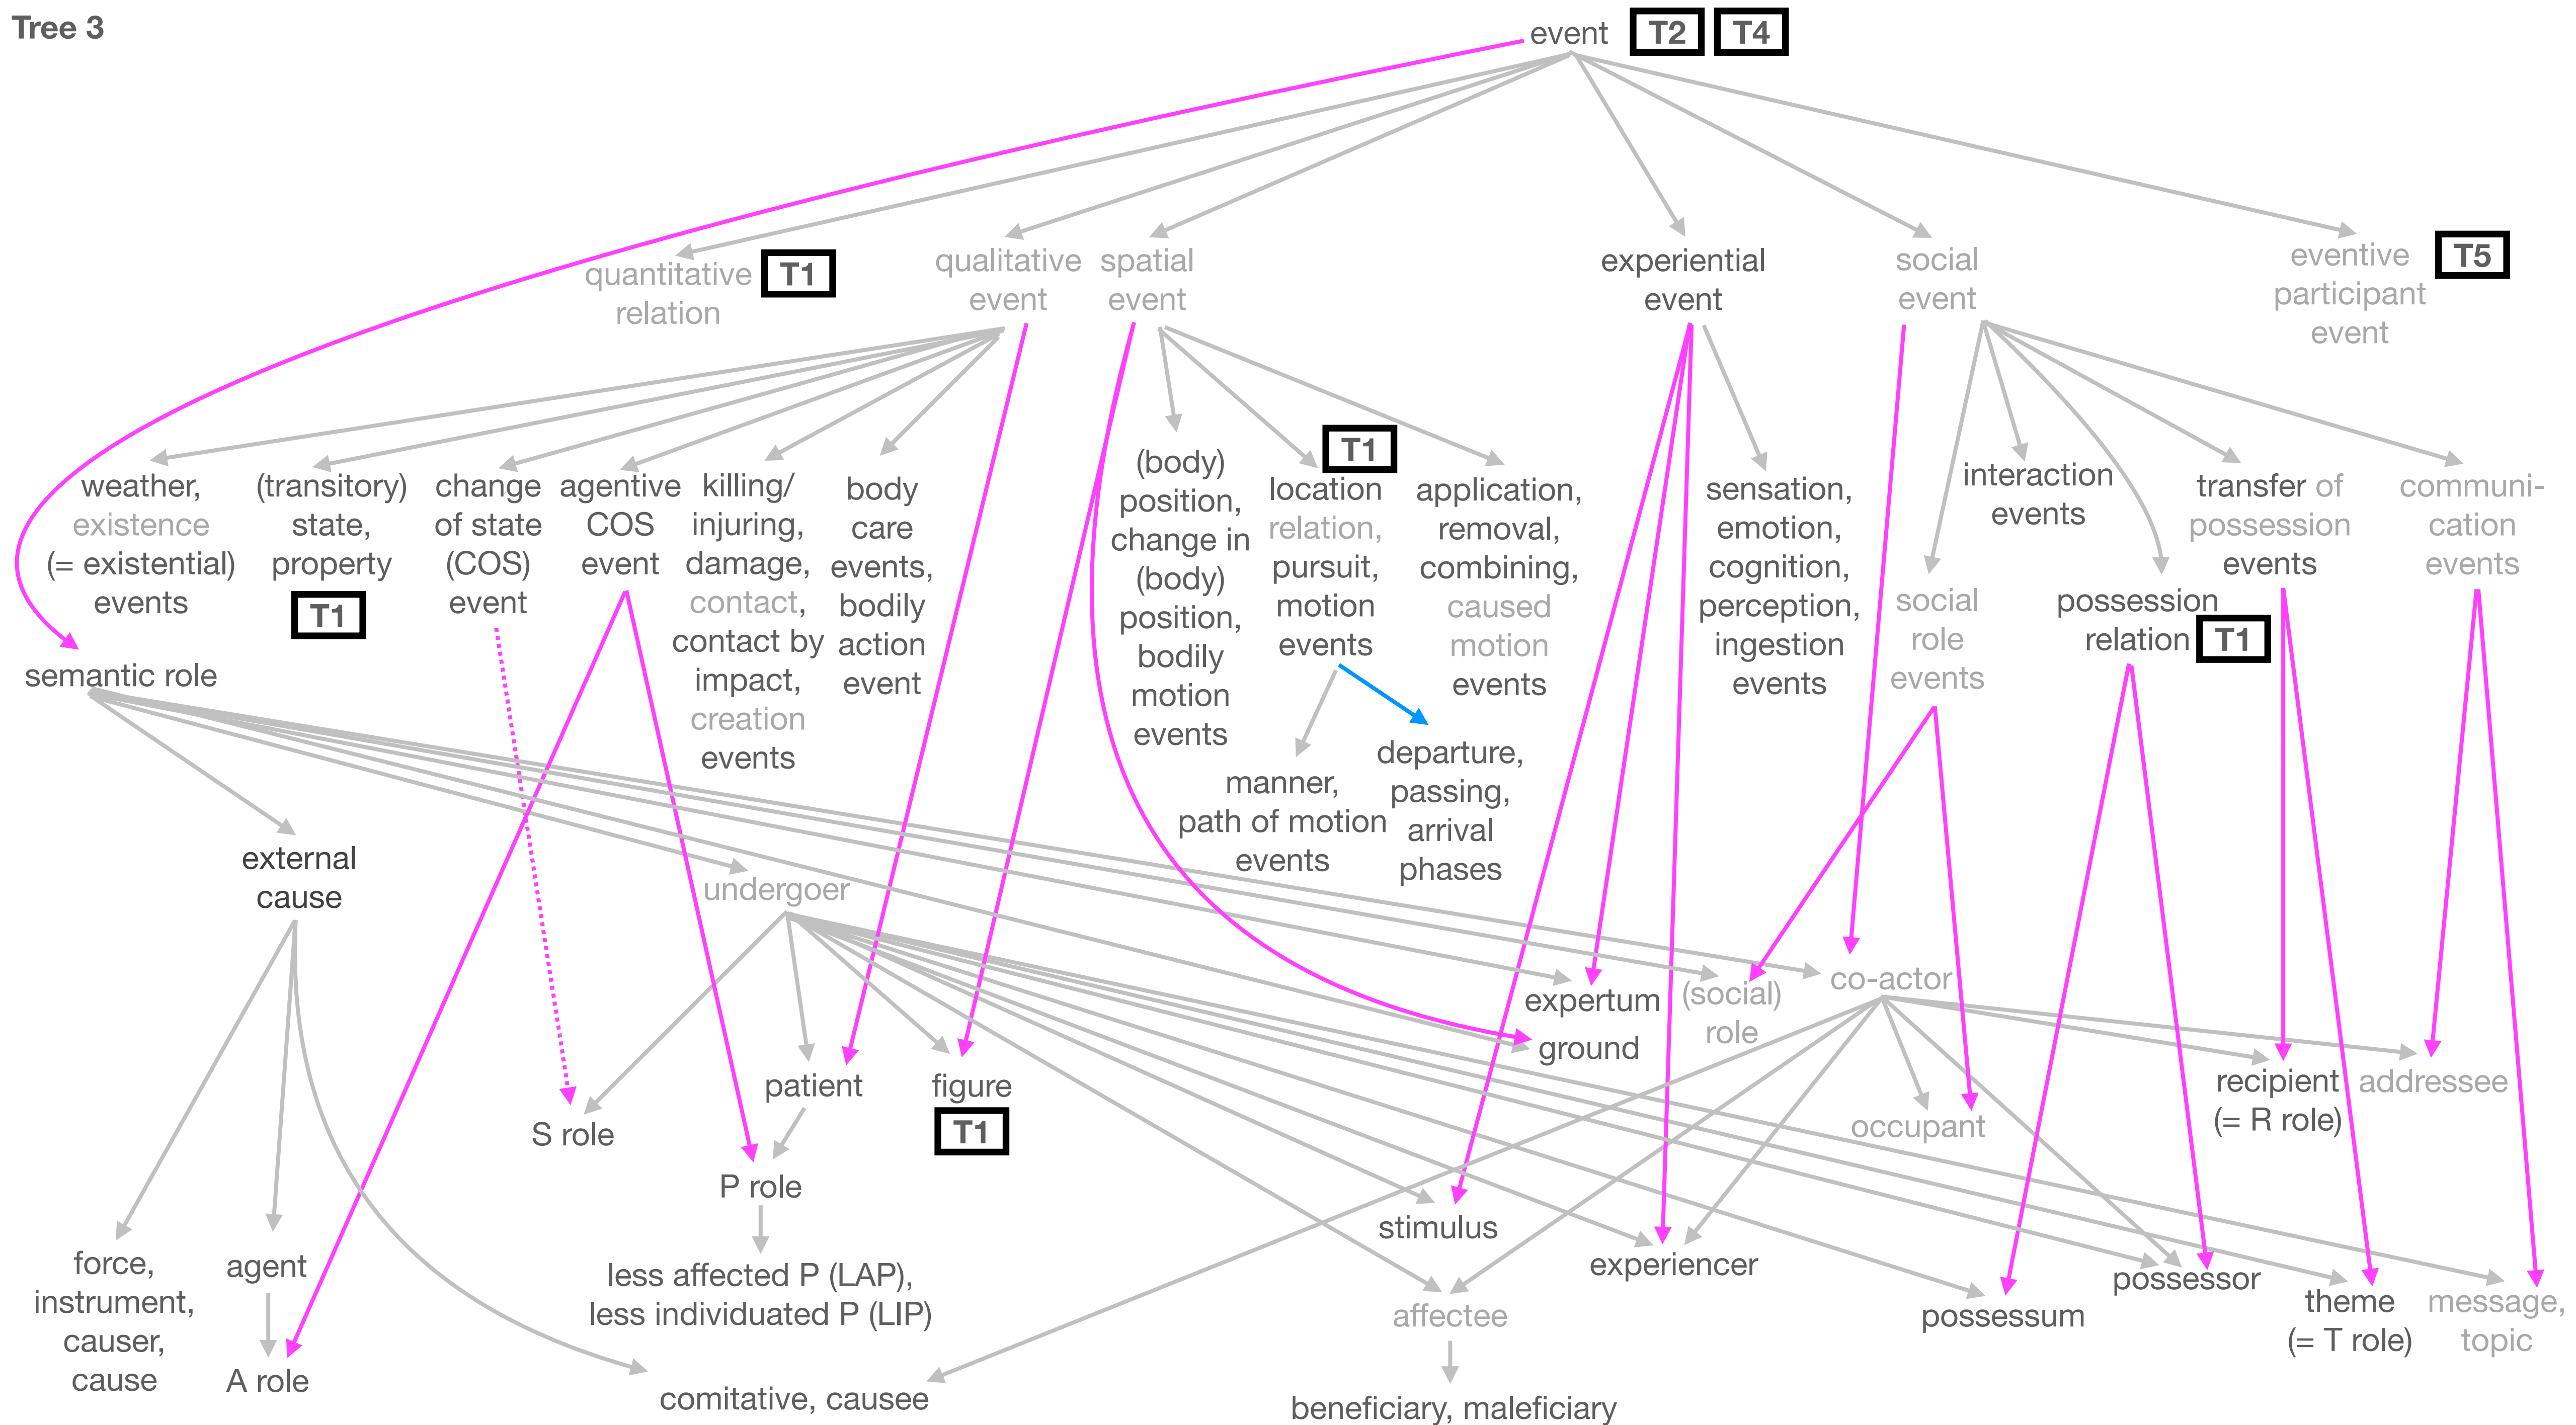 Tree 3
event T2 T4
quantitative
relation
T1
qualitative
event
spatial
event
experiential
event
social
event
eventive
participant
event
T5
weather,
existence
(= existential)
events
(transitory)
state,
property
T1
change
of state
(COS)
event
agentive
COS
event
killing/
injuring,
damage,
contact,
contact by
impact,
creation
events
body
care
events,
bodily
action
event
(body)
position,
change in
(body)
position,
bodily
motion
events
T1
location
relation,
pursuit,
motion
events
application,
removal,
combining,
caused
motion
events
sensation,
emotion,
cognition,
perception,
ingestion
events
interaction
events
social
role
events
possession
relation T1
transfer of
possession
events
communi-
cation
events
semantic role
manner,
path of motion
events
departure,
passing,
arrival
phases
external
cause
undergoer
expertum
(social)
role
co-actor
ground
patient
figure
T1
S role
P role
occupant
recipient
(= R role)
addressee
force,
instrument,
causer,
cause
agent
A role
less affected P (LAP),
less individuated P (LIP)
stimulus
experiencer
affectee
possessum
possessor
theme
(= T role)
message,
topic
comitative, causee
beneficiary, maleficiary